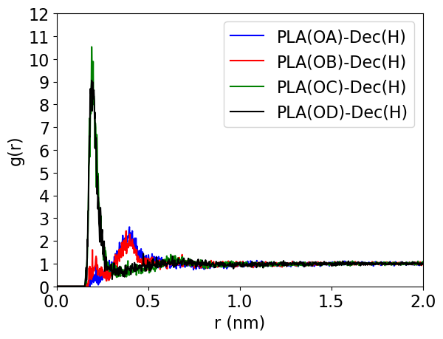 12
11
10
9
8
7
6
5
4
3
2
1
0
g(r)
PLA(OA)-Dec(H)
PLA(OB)-Dec(H)
PLA(OC)-Dec(H)
PLA(OD)-Dec(H)
0.0 0.5 1.0 1.5 2.0
r (nm)